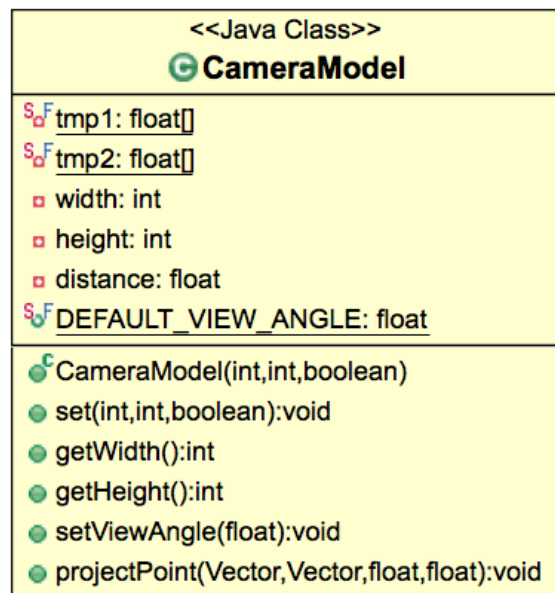 <<Java Class>>
C CameraModel
S F tmp1: float[]
S F tmp2: float[]
width: int
height: int
distance: float
S F DEFAULT_VIEW_ANGLE: float
C CameraModel(int,int,boolean)
set(int,int,boolean):void
getWidth():int
getHeight():int
setViewAngle(float):void
projectPoint(Vector,Vector,float,float):void